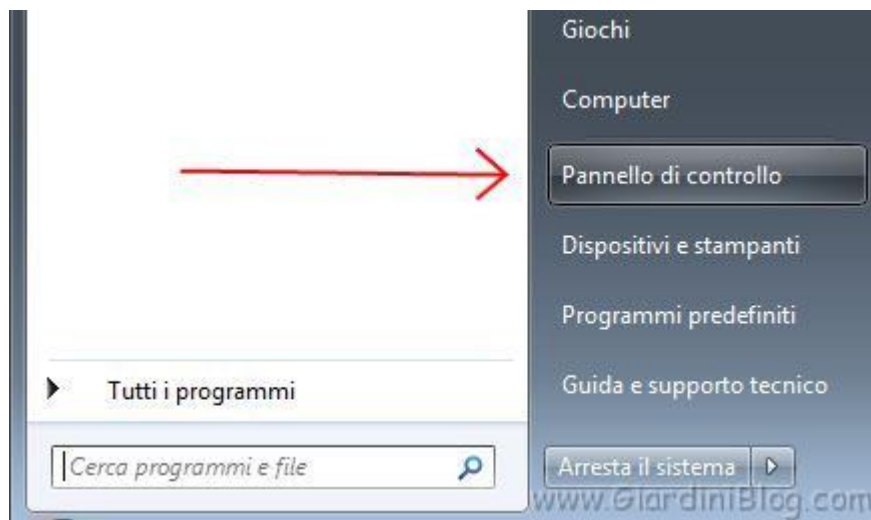 Giochi
Computer
Pannello di controllo
Dispositivi e stampanti
Programmi predefiniti
Guida e supporto tecnico
Tutti i programmi
Cerca programmi e file
Arresta il sistema
www.GiardiniBlog.com